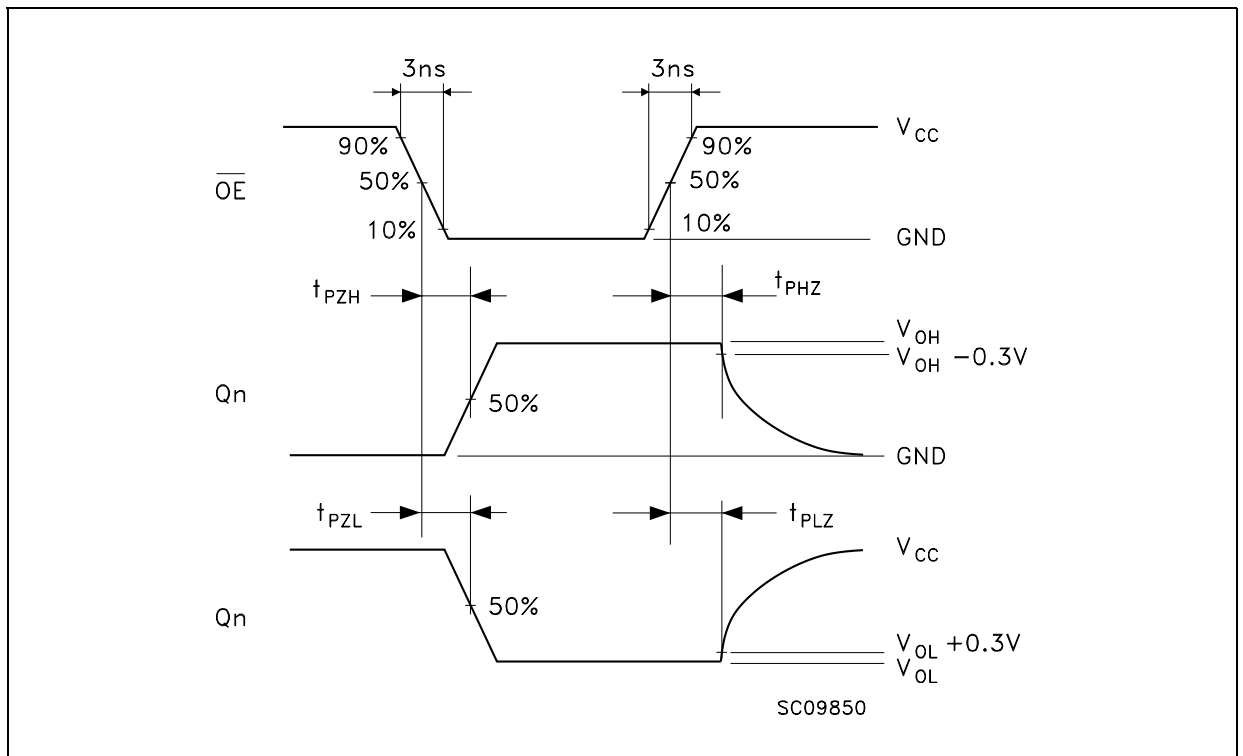 3ns 3ns
V_CC
90% 90%
O̅E̅ 50% 50%
10% 10%
GND
t_PZH t_PHZ
V_OH
V_OH −0.3V
Qn 50%
GND
t_PZL t_PLZ
V_CC
Qn 50%
V_OL +0.3V
V_OL
SC09850